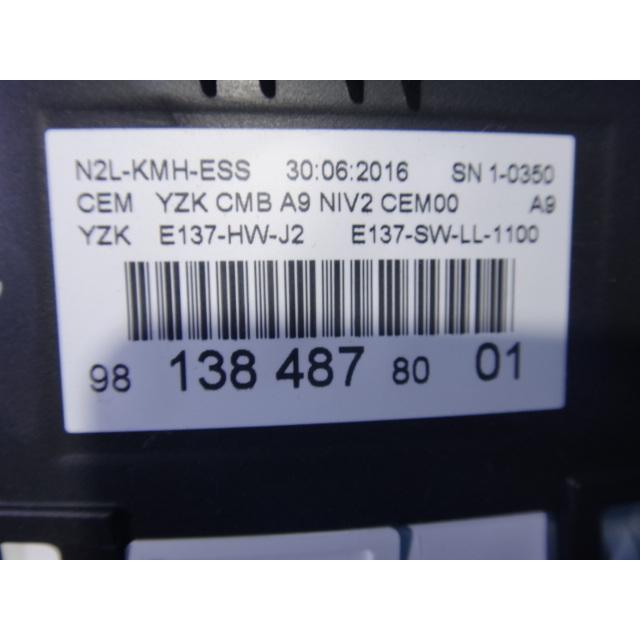 N2L-KMH-ESS 30:06:2016 SN 1-0350
CEM YZK CMB A9 NIV2 CEM00 A9
YZK E137-HW-J2 E137-SW-LL-1100
98 138 487 80 01